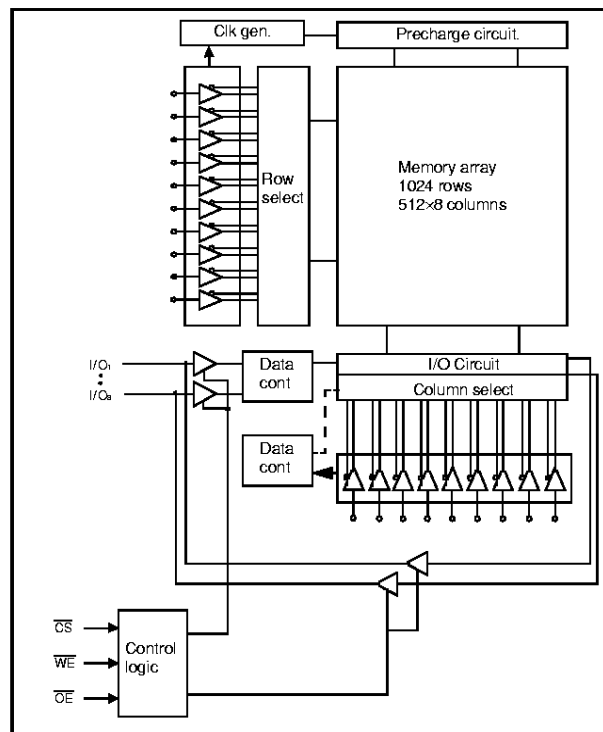 Clk gen.
Precharge circuit.
Row
select
Memory array
1024 rows
512×8 columns
I/O1
I/O8
Data
cont
I/O Circuit
Column select
Data
cont
CS
WE
OE
Control
logic